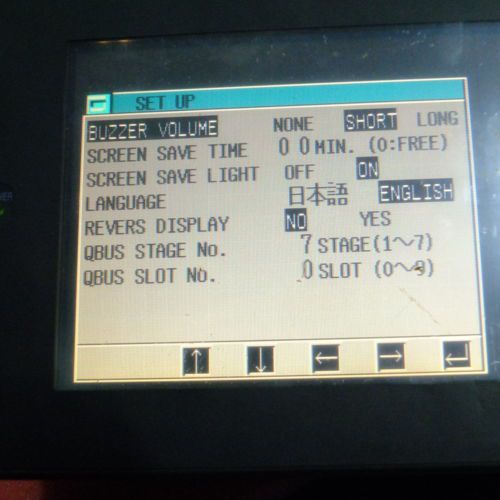 SET UP
BUZZER VOLUME NONE SHORT LONG
SCREEN SAVE TIME 0 0 MIN. (0:FREE)
SCREEN SAVE LIGHT OFF ON
LANGUAGE 日本語 ENGLISH
REVERS DISPLAY NO YES
QBUS STAGE No. 7 STAGE(1～7)
QBUS SLOT No. 0 SLOT (0～9)
↑ ↓ ← → ↵